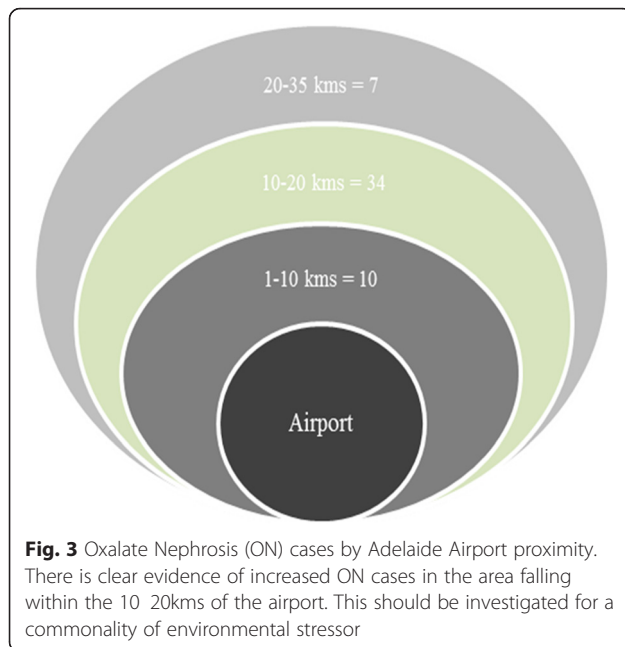 20-35 kms = 7
10-20 kms = 34
1-10 kms = 10
Airport
Fig. 3 Oxalate Nephrosis (ON) cases by Adelaide Airport proximity.
There is clear evidence of increased ON cases in the area falling
within the 10 20kms of the airport. This should be investigated for a
commonality of environmental stressor